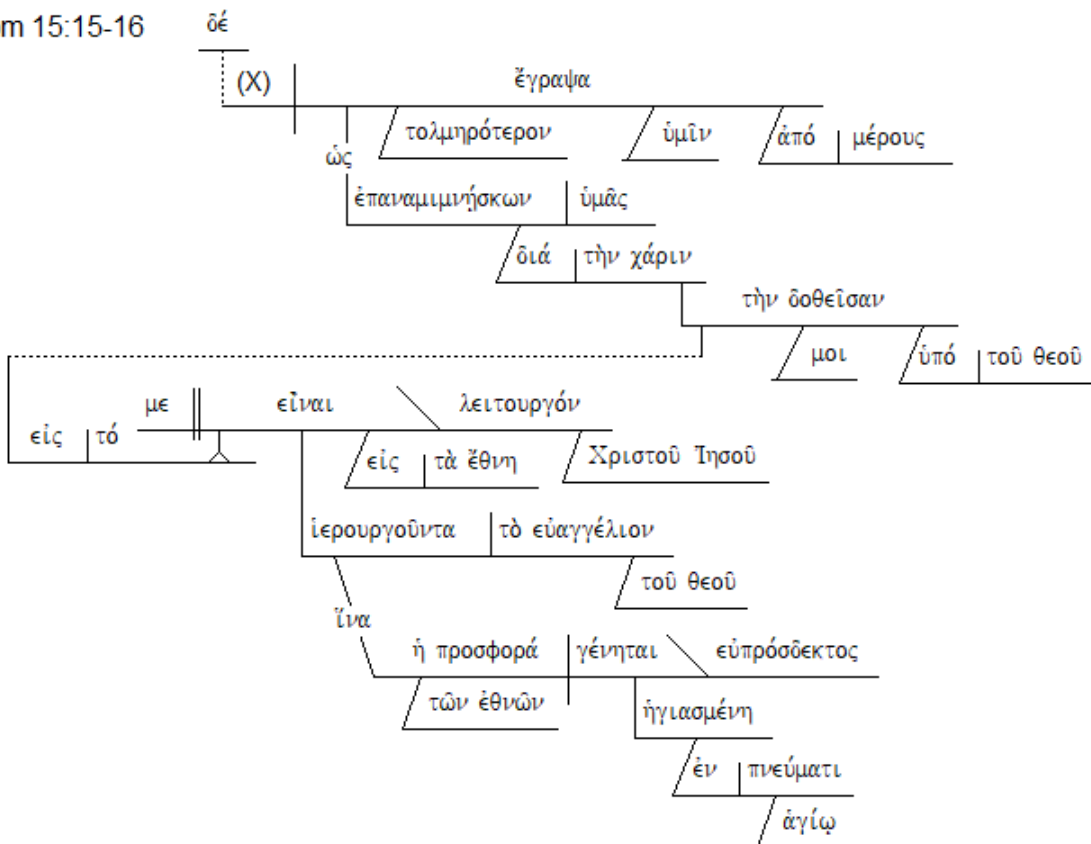 m 15:15-16 δέ
(X) ἔγραψα
τολμηρότερον ὑμῖν ἀπό μέρους
ὡς
ἐπαναμιμνῄσκων ὑμᾶς
διά τὴν χάριν
τὴν δοθεῖσαν
μοι ὑπό τοῦ θεοῦ
με εἶναι λειτουργόν
εἰς τό
εἰς τὰ ἔθνη Χριστοῦ Ἰησοῦ
ἱερουργοῦντα τὸ εὐαγγέλιον
τοῦ θεοῦ
ἵνα
ἡ προσφορά γένηται εὐπρόσδεκτος
τῶν ἐθνῶν ἡγιασμένη
ἐν πνεύματι
ἁγίῳ